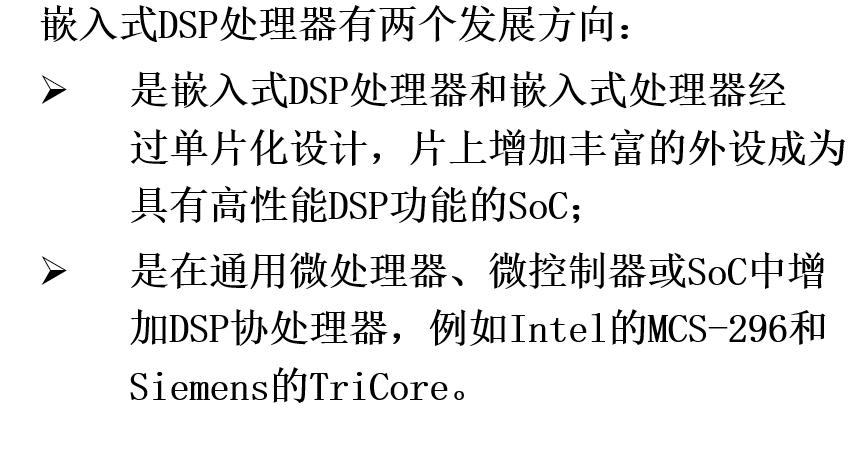 嵌入式DSP处理器有两个发展方向：
➢ 是嵌入式DSP处理器和嵌入式处理器经
过单片化设计，片上增加丰富的外设成为
具有高性能DSP功能的SoC；
➢ 是在通用微处理器、微控制器或SoC中增
加DSP协处理器，例如Intel的MCS-296和
Siemens的TriCore。